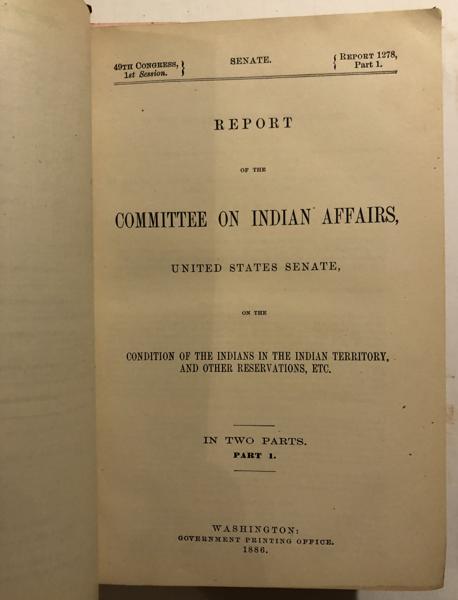 49TH CONGRESS, } SENATE. { REPORT 1278,
1st Session. } { Part 1.
REPORT
OF THE
COMMITTEE ON INDIAN AFFAIRS,
UNITED STATES SENATE,
ON THE
CONDITION OF THE INDIANS IN THE INDIAN TERRITORY,
AND OTHER RESERVATIONS, ETC.
IN TWO PARTS.
PART 1.
WASHINGTON:
GOVERNMENT PRINTING OFFICE.
1886.